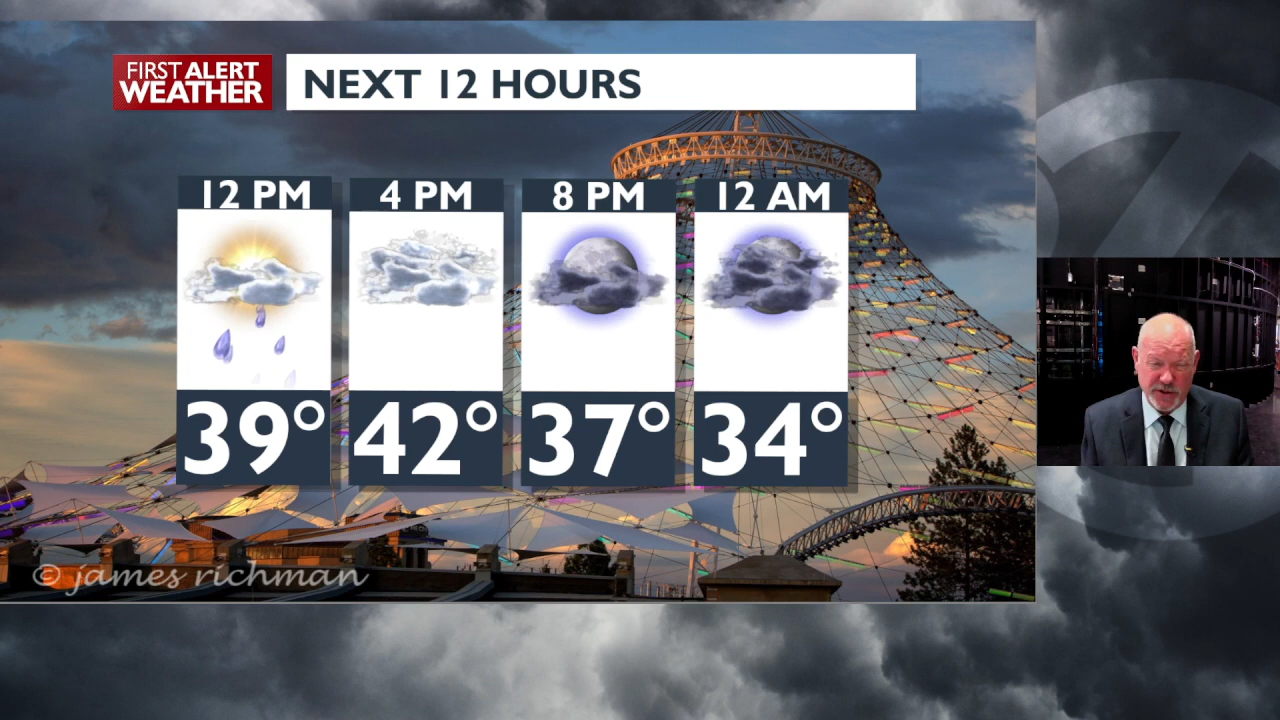 FIRST ALERT
WEATHER
NEXT 12 HOURS
12 PM
4 PM
8 PM
12 AM
39°
42°
37°
34°
© james richman
7